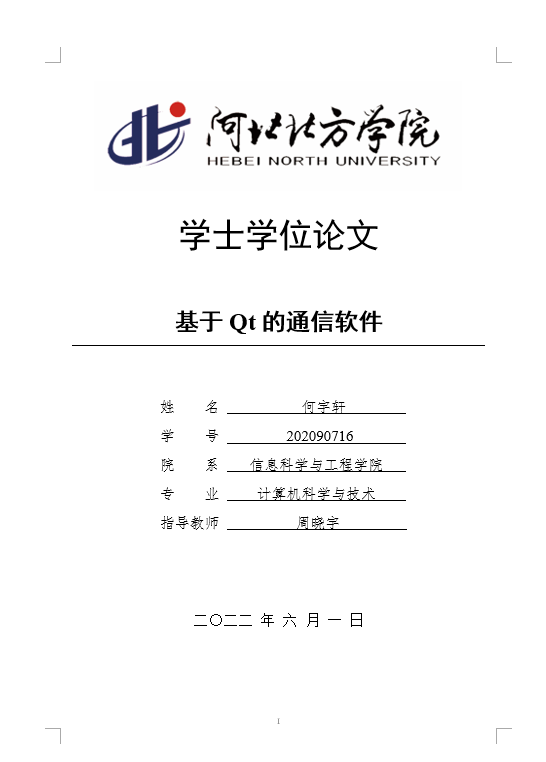 河北北方学院
HEBEI NORTH UNIVERSITY
学士学位论文
基于 Qt 的通信软件
姓 名 何宇轩
学 号 202090716
院 系 信息科学与工程学院
专 业 计算机科学与技术
指导教师 周晓宇
二〇二二 年 六 月 一 日
1